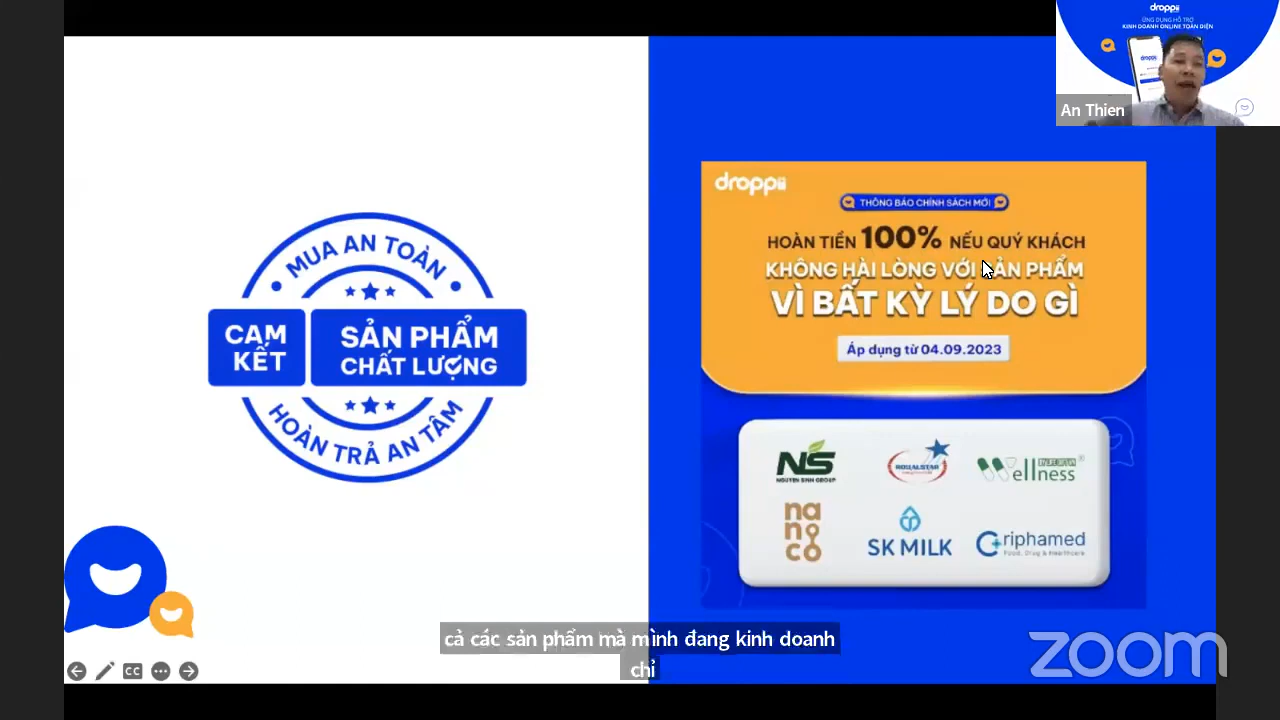 droppii
ỨNG DỤNG HỖ TRỢ
KINH DOANH ONLINE TOÀN DIỆN
An Thien
MUA AN TOÀN
CAM KẾT
SẢN PHẨM
CHẤT LƯỢNG
HOÀN TRẢ AN TÂM
droppii
THÔNG BÁO CHÍNH SÁCH MỚI
HOÀN TIỀN 100% NẾU QUÝ KHÁCH
KHÔNG HÀI LÒNG VỚI SẢN PHẨM
VÌ BẤT KỲ LÝ DO GÌ
Áp dụng từ 04.09.2023
NS
NGUYEN SINH GROUP
ROYALSTAR
Wellness
nanoco
SK MILK
Criphamed
Food, Drug & Healthcare
cả các sản phẩm mà mình đang kinh doanh
chỉ
CC
zoom